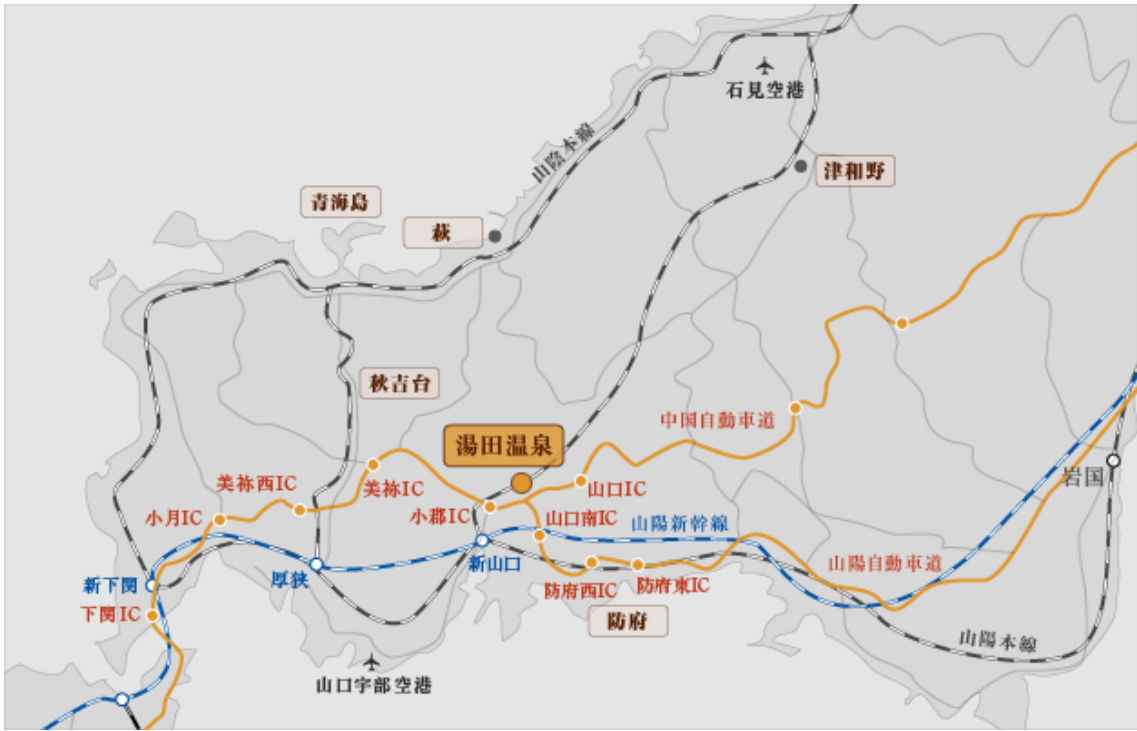 石見空港
山陰本線
津和野
青海島
萩
秋吉台
中国自動車道
湯田温泉
美祢西IC
美祢IC
山口IC
岩国
小月IC
小郡IC
山口南IC
山陽新幹線
新山口
厚狭
新下関
防府西IC
防府東IC
山陽自動車道
下関IC
防府
山陽本線
山口宇部空港